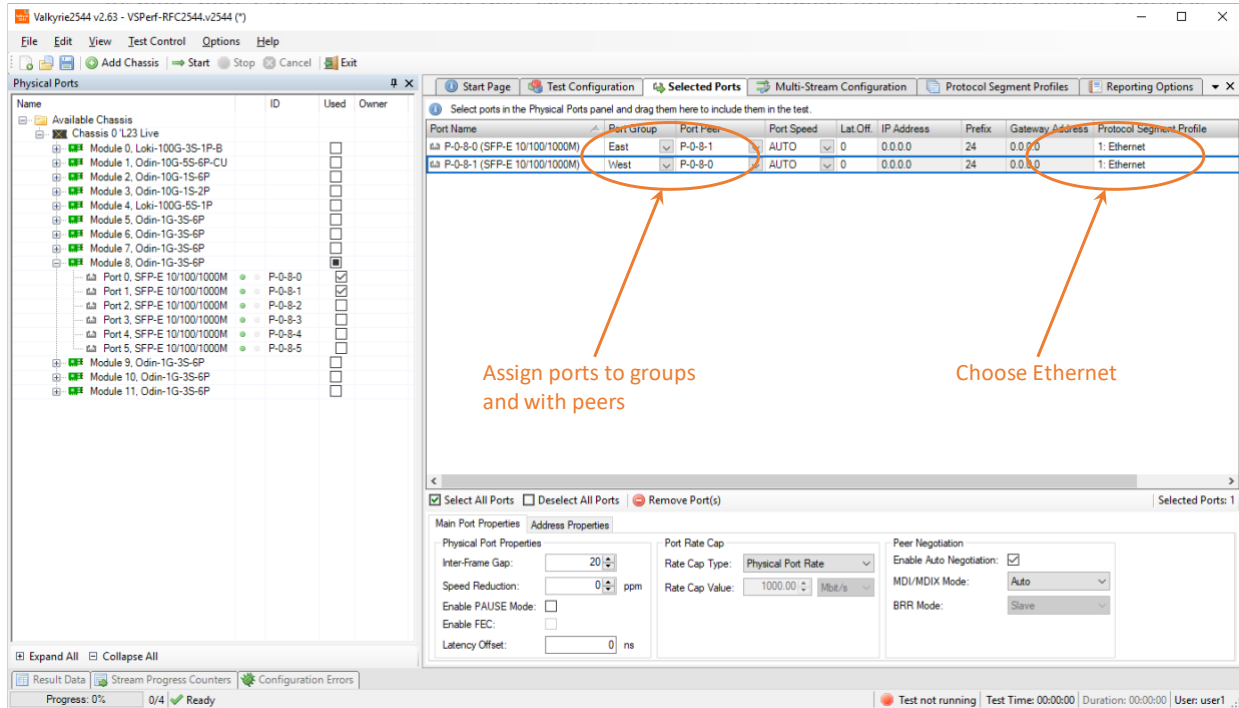 Valkyrie2544 v2.63 - VSPerf-RFC2544.v2544 (*)
File Edit View Test Control Options Help
Add Chassis Start Stop Cancel Exit
Physical Ports
Name ID Used Owner
Available Chassis
Chassis 0 'L23 Live
Module 0, Loki-100G-3S-1P-B
Module 1, Odin-10G-5S-6P-CU
Module 2, Odin-10G-1S-6P
Module 3, Odin-10G-1S-2P
Module 4, Loki-100G-5S-1P
Module 5, Odin-1G-3S-6P
Module 6, Odin-1G-3S-6P
Module 7, Odin-1G-3S-6P
Module 8, Odin-1G-3S-6P
Port 0, SFP-E 10/100/1000M P-0-8-0
Port 1, SFP-E 10/100/1000M P-0-8-1
Port 2, SFP-E 10/100/1000M P-0-8-2
Port 3, SFP-E 10/100/1000M P-0-8-3
Port 4, SFP-E 10/100/1000M P-0-8-4
Port 5, SFP-E 10/100/1000M P-0-8-5
Module 9, Odin-1G-3S-6P
Module 10, Odin-1G-3S-6P
Module 11, Odin-1G-3S-6P
Expand All Collapse All
Start Page Test Configuration Selected Ports Multi-Stream Configuration Protocol Segment Profiles Reporting Options
Select ports in the Physical Ports panel and drag them here to include them in the test.
Port Name Port Group Port Peer Port Speed Lat.Off. IP Address Prefix Gateway Address Protocol Segment Profile
P-0-8-0 (SFP-E 10/100/1000M) East P-0-8-1 AUTO 0 0.0.0.0 24 0.0.0.0 1: Ethernet
P-0-8-1 (SFP-E 10/100/1000M) West P-0-8-0 AUTO 0 0.0.0.0 24 0.0.0.0 1: Ethernet
Assign ports to groups
and with peers
Choose Ethernet
Select All Ports Deselect All Ports Remove Port(s) Selected Ports: 1
Main Port Properties Address Properties
Physical Port Properties
Inter-Frame Gap: 20
Speed Reduction: 0 ppm
Enable PAUSE Mode:
Enable FEC:
Latency Offset: 0 ns
Port Rate Cap
Rate Cap Type: Physical Port Rate
Rate Cap Value: 1000.00 Mbit/s
Peer Negotiation
Enable Auto Negotiation:
MDI/MDIX Mode: Auto
BRR Mode: Slave
Result Data Stream Progress Counters Configuration Errors
Progress: 0% 0/4 Ready Test not running Test Time: 00:00:00 Duration: 00:00:00 User: user1